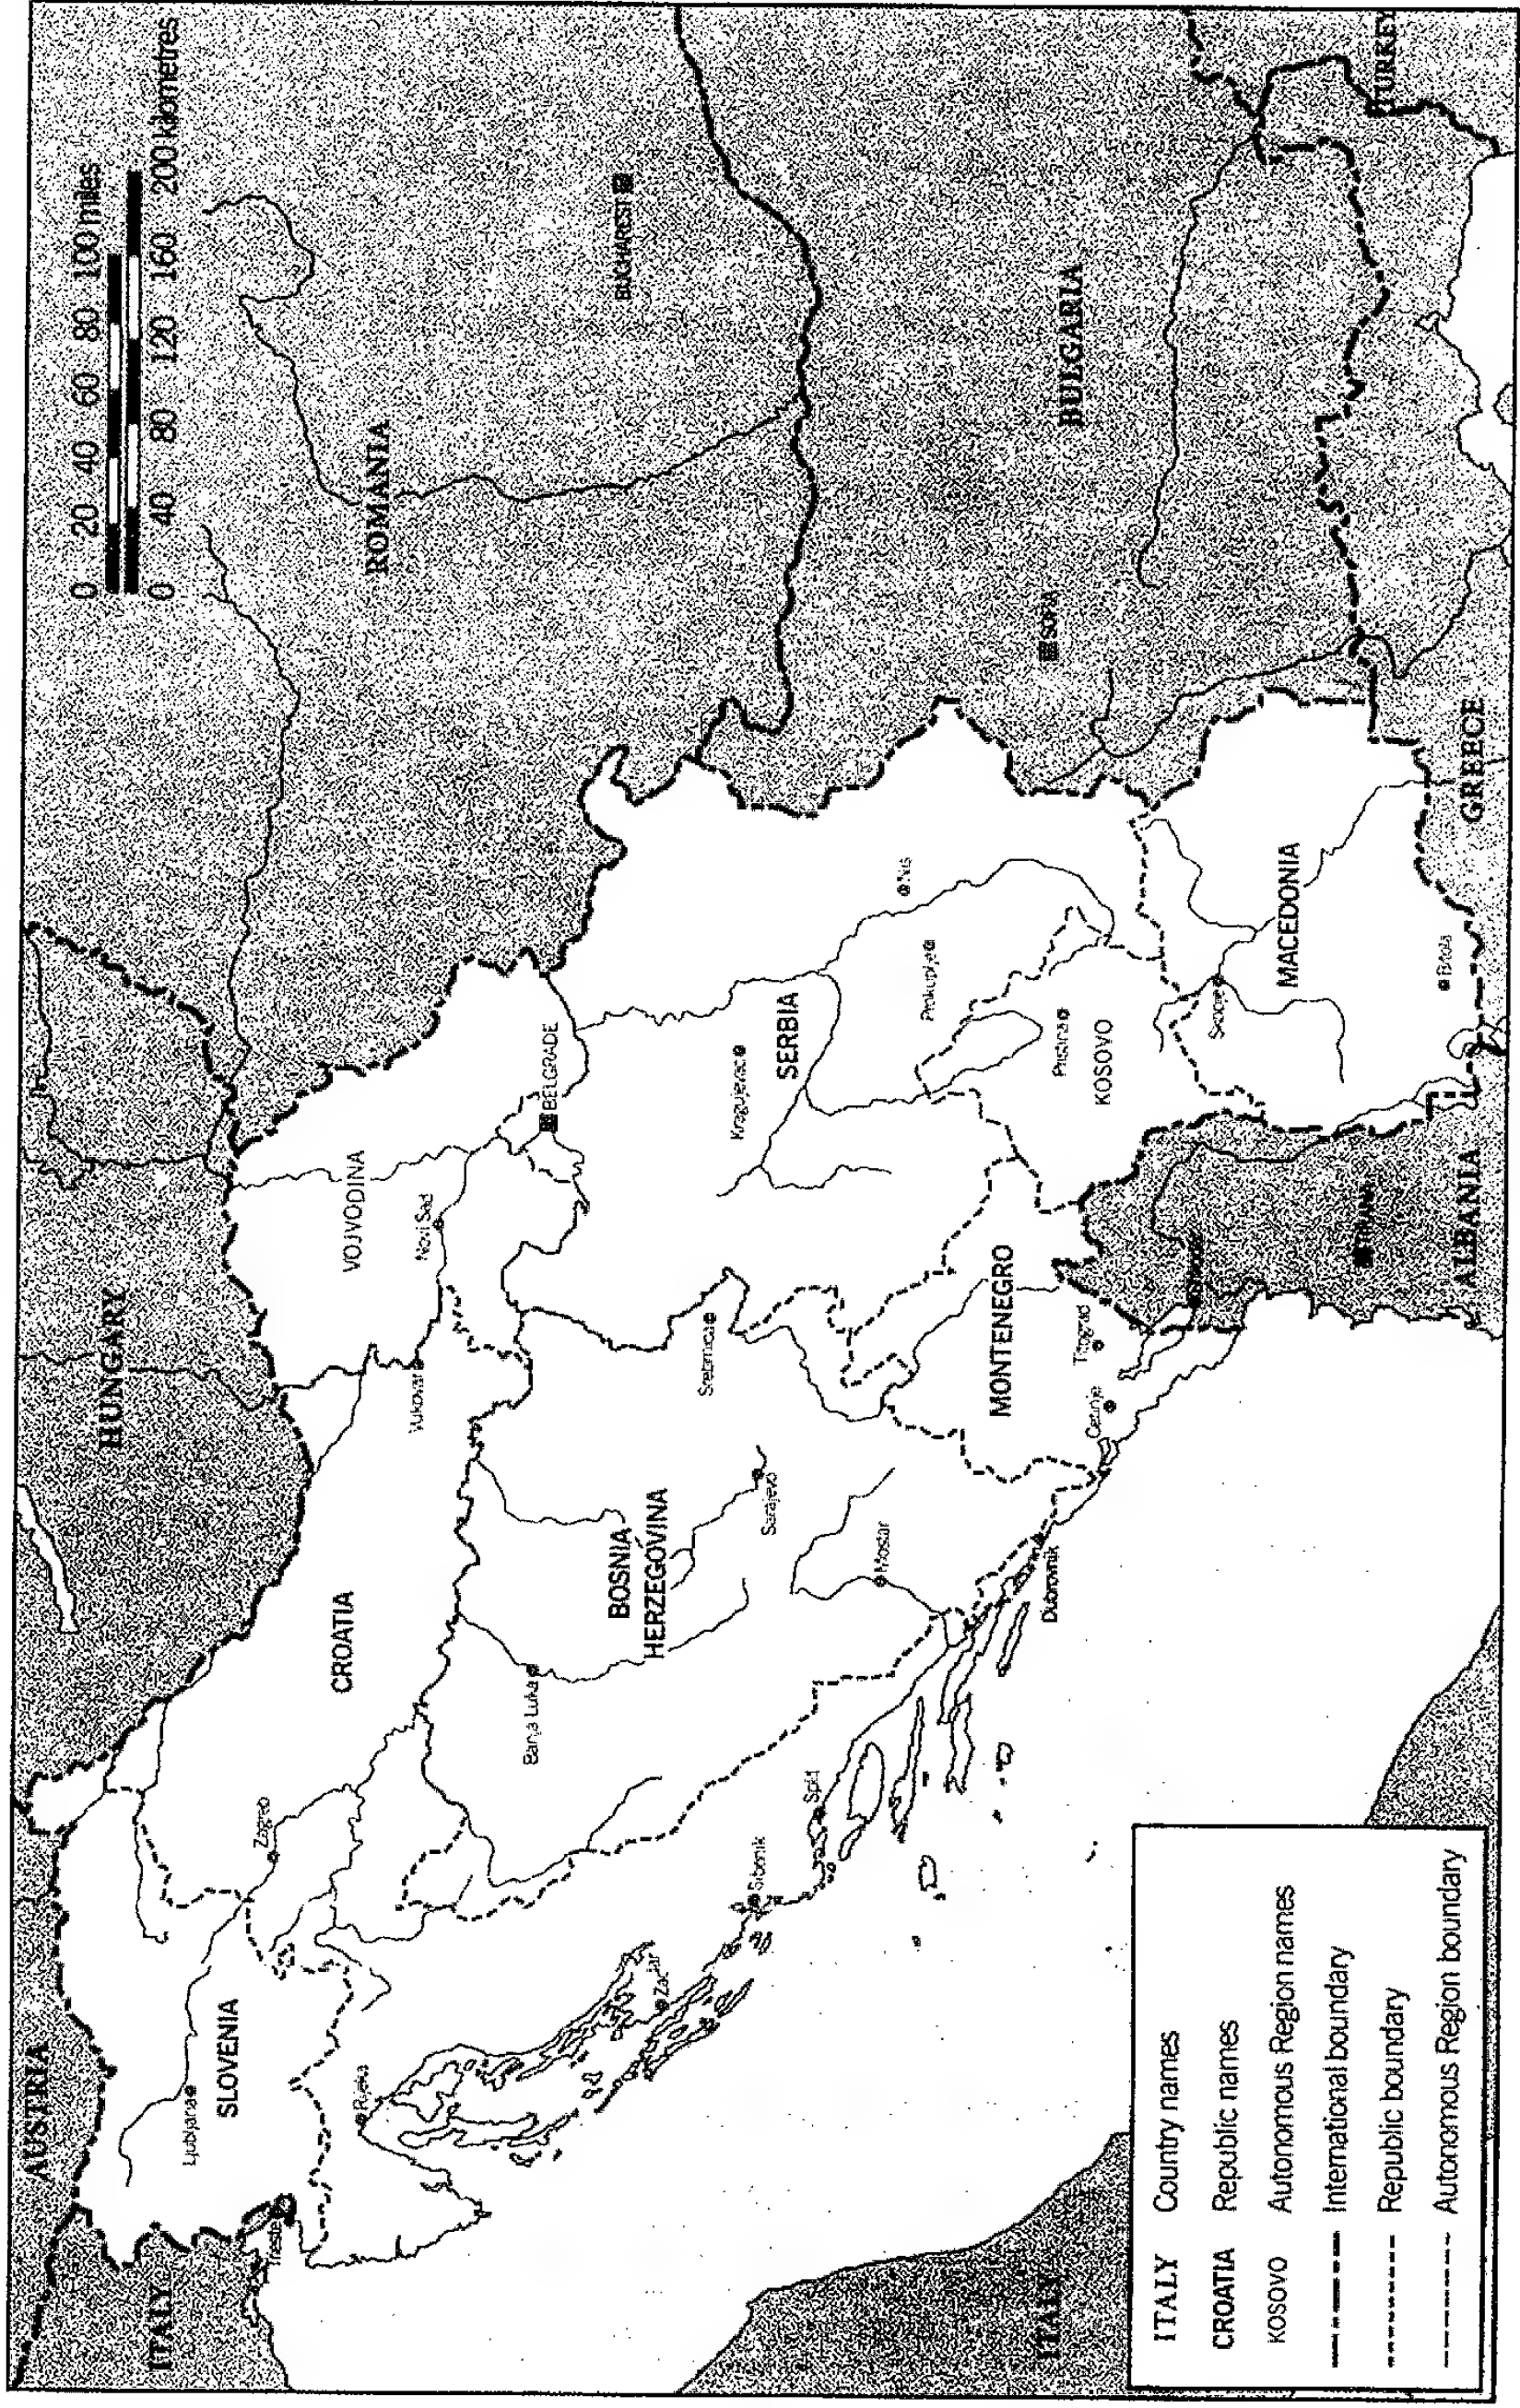 0 20 40 60 80 100 miles
0 40 80 120 160 200 kilometres
AUSTRIA
HUNGARY
ITALY
ROMANIA
BUCHAREST
SLOVENIA
Ljubljana
Trieste
Zagreb
CROATIA
Rijeka
VOJVODINA
Novi Sad
Vukovar
BELGRADE
Banja Luka
BOSNIA
HERZEGOVINA
Srebrnica
Sarajevo
Mostar
Sibenik
Split
Dubrovnik
SERBIA
Kragujevac
Niš
Prokuplje
Pristina
KOSOVO
MONTENEGRO
Titograd
Cetinje
SOFIA
BULGARIA
Skopje
MACEDONIA
Bitola
TIRANA
ALBANIA
GREECE
TURKEY
ITALY
ITALY Country names
CROATIA Republic names
KOSOVO Autonomous Region names
International boundary
Republic boundary
Autonomous Region boundary